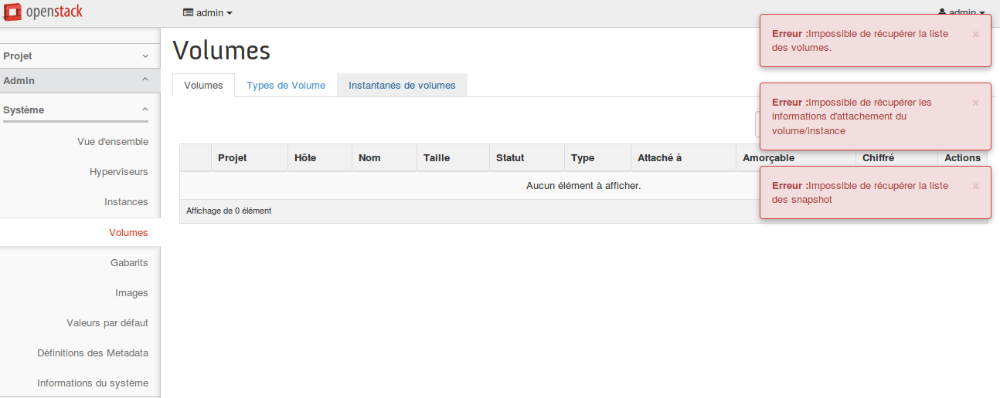 openstack
admin
admin
Erreur :Impossible de récupérer la liste
des volumes.
×
Projet
Admin
Système
Vue d'ensemble
Hyperviseurs
Instances
Volumes
Gabarits
Images
Valeurs par défaut
Définitions des Metadata
Informations du système
Volumes
Volumes
Types de Volume
Instantanés de volumes
Erreur :Impossible de récupérer les
informations d'attachement du
volume/instance
×
Projet
Hôte
Nom
Taille
Statut
Type
Attaché à
Amorçable
Chiffré
Actions
Aucun élément à afficher.
Affichage de 0 élément
Erreur :Impossible de récupérer la liste
des snapshot
×